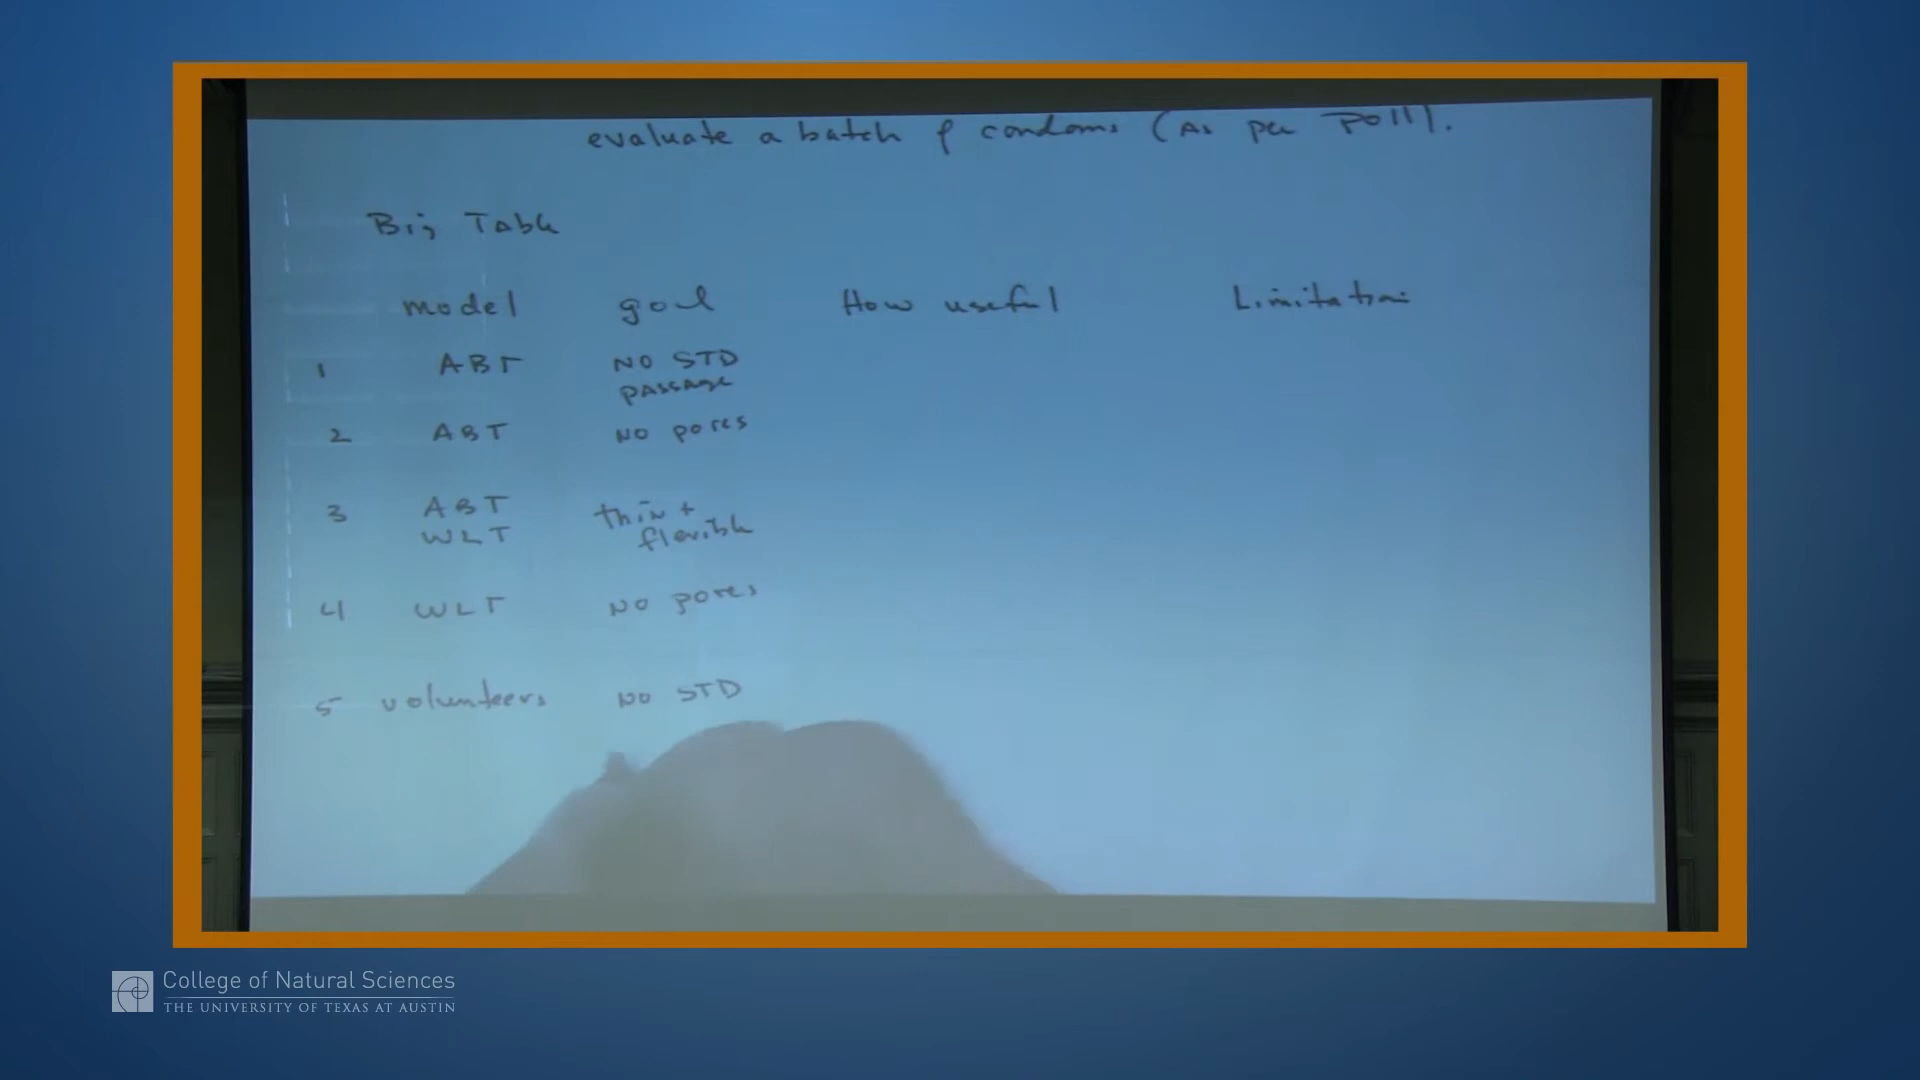 evaluate a batch of condoms (As per Poll).
Big Table
model goal How useful Limitation
1 ABT NO STD
passage
2 ABT NO pores
3 ABT thin +
WLT flexible
4 WLT NO pores
5 volunteers NO STD
College of Natural Sciences
THE UNIVERSITY OF TEXAS AT AUSTIN